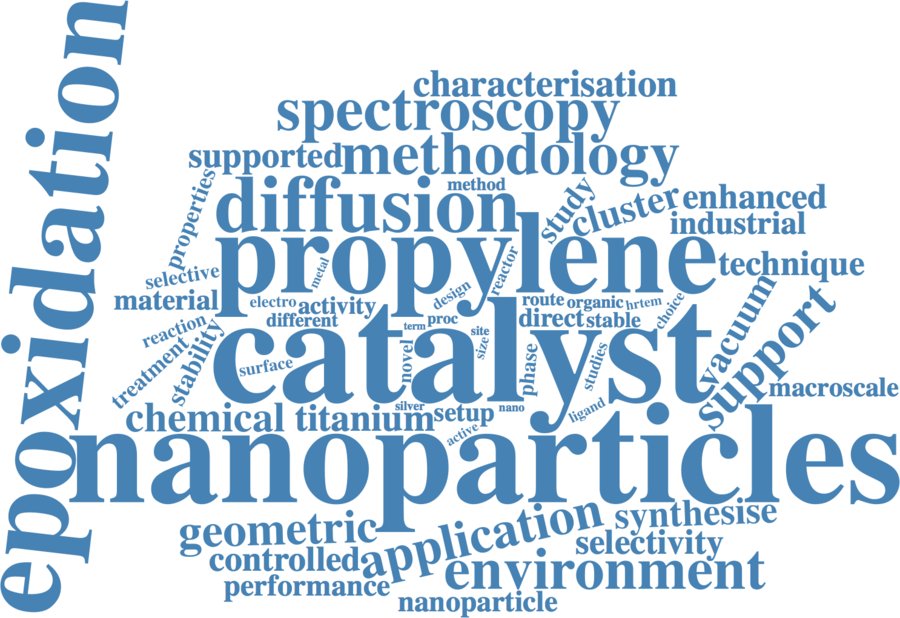 epoxidation
characterisation
spectroscopy
supported
methodology
properties
diffusion
method
study
cluster
enhanced
industrial
propylene
technique
selective
metal
reactor
material
electro
activity
design
route
organic
hrtem
choice
vacuum
support
reaction
different
term
proc
direct
stable
treatment
stability
catalyst
surface
novel
site
size
phase
studies
macroscale
chemical
titanium
silver
setup
nano
ligand
active
nanoparticles
geometric
application
synthesise
controlled
selectivity
performance
environment
nanoparticle